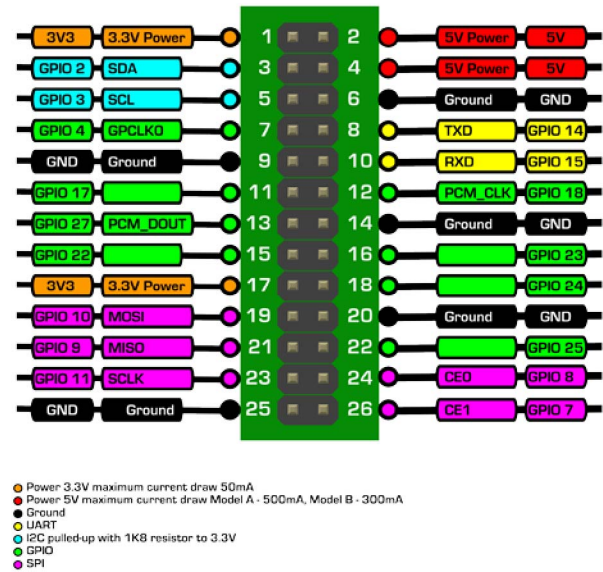 3V3 3.3V Power 1 2 5V Power 5V
GPIO 2 SDA 3 4 5V Power 5V
GPIO 3 SCL 5 6 Ground GND
GPIO 4 GPCLK0 7 8 TXD GPIO 14
GND Ground 9 10 RXD GPIO 15
GPIO 17 11 12 PCM_CLK GPIO 18
GPIO 27 PCM_DOUT 13 14 Ground GND
GPIO 22 15 16 GPIO 23
3V3 3.3V Power 17 18 GPIO 24
GPIO 10 MOSI 19 20 Ground GND
GPIO 9 MISO 21 22 GPIO 25
GPIO 11 SCLK 23 24 CE0 GPIO 8
GND Ground 25 26 CE1 GPIO 7
Power 3.3V maximum current draw 50mA
Power 5V maximum current draw Model A - 500mA, Model B - 300mA
Ground
UART
I2C pulled-up with 1K8 resistor to 3.3V
GPIO
SPI